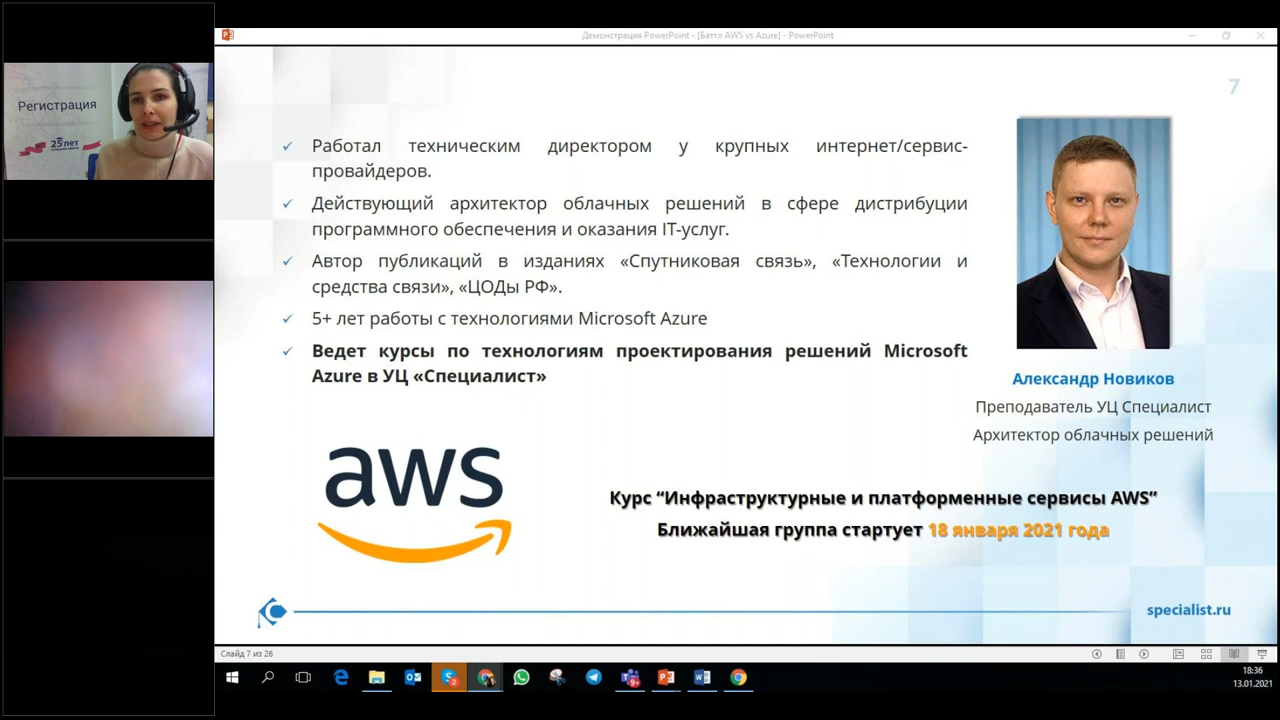 Демонстрация PowerPoint - [Баттл AWS vs Azure] - PowerPoint
Регистрация
25 лет
7
Работал техническим директором у крупных интернет/сервис-
провайдеров.
Действующий архитектор облачных решений в сфере дистрибуции
программного обеспечения и оказания IT-услуг.
Автор публикаций в изданиях «Спутниковая связь», «Технологии и
средства связи», «ЦОДы РФ».
5+ лет работы с технологиями Microsoft Azure
Ведет курсы по технологиям проектирования решений Microsoft
Azure в УЦ «Специалист»
Александр Новиков
Преподаватель УЦ Специалист
Архитектор облачных решений
aws
Курс “Инфраструктурные и платформенные сервисы AWS”
Ближайшая группа стартует 18 января 2021 года
specialist.ru
Слайд 7 из 26
18:36
13.01.2021